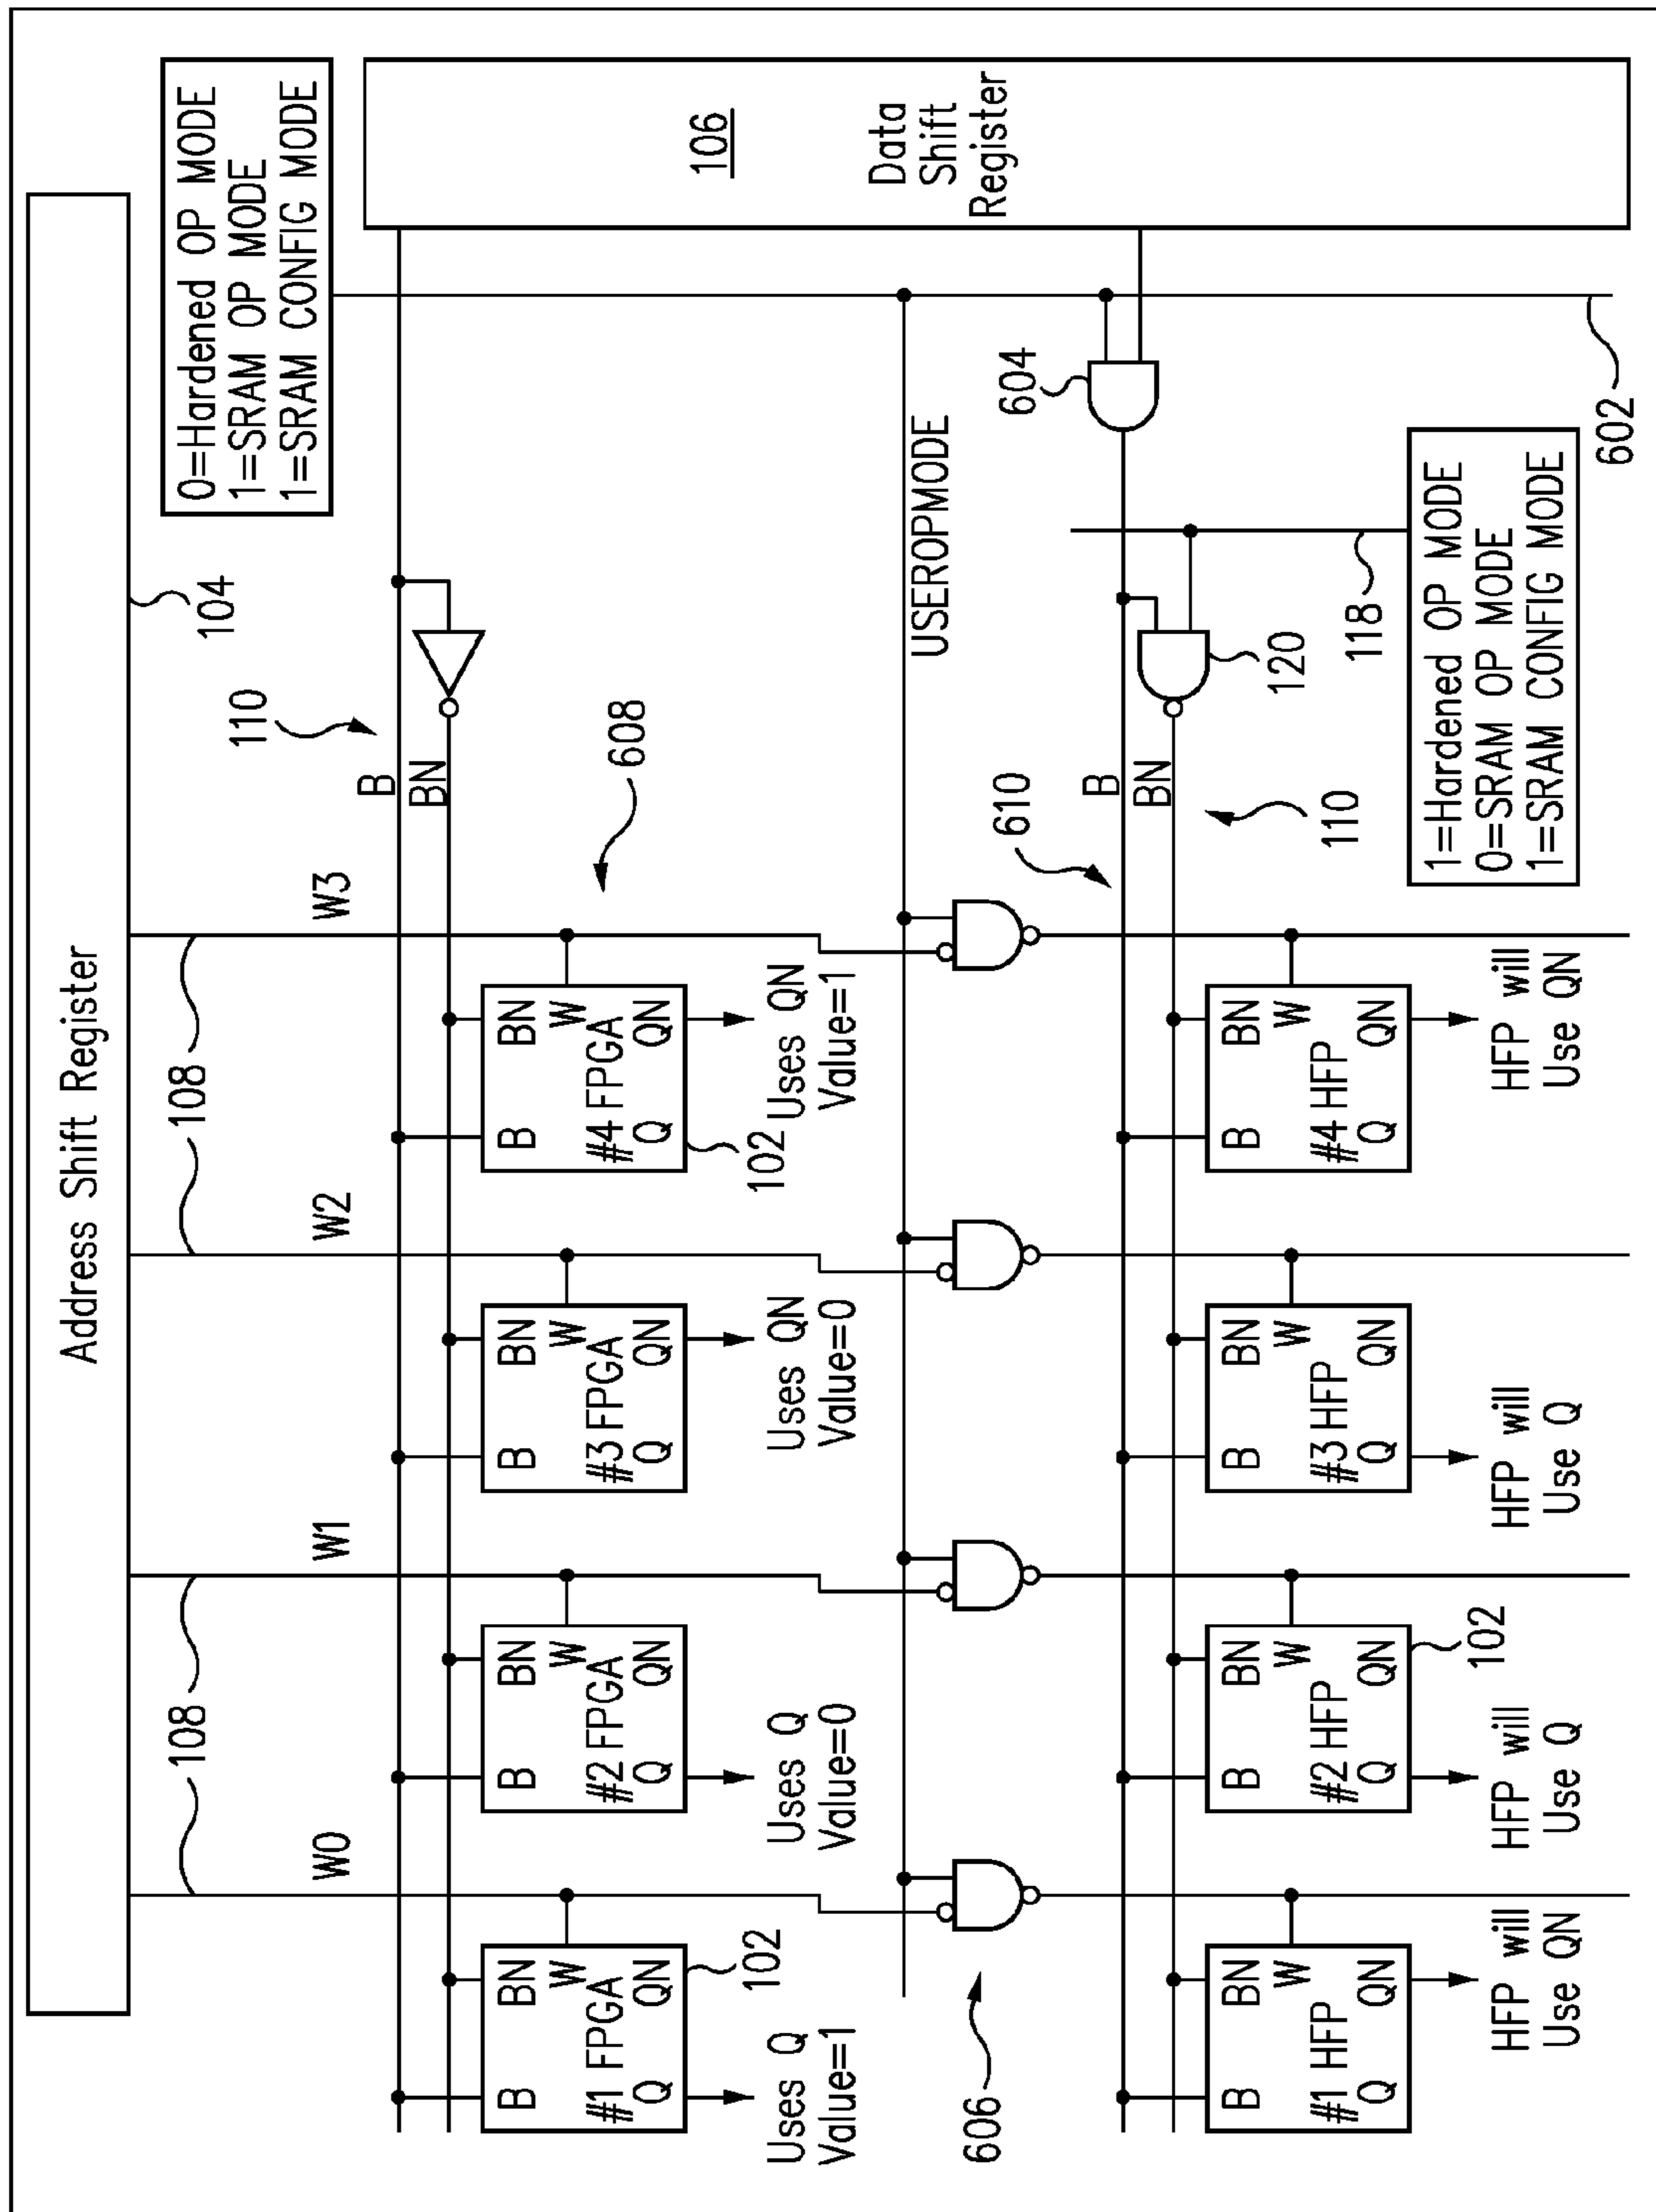 Address Shift Register
104
0=Hardened OP MODE
1=SRAM OP MODE
1=SRAM CONFIG MODE
108
108
W0
W1
W2
W3
110
B
BN
106
Data
Shift
Register
608
B
BN
W
#1 FPGA
Q
QN
102
Uses Q
Value=1
B
BN
W
#2 FPGA
Q
QN
Uses Q
Value=0
B
BN
W
#3 FPGA
Q
QN
Uses QN
Value=0
B
BN
W
#4 FPGA
Q
QN
102
Uses QN
Value=1
USEROPMODE
606
604
610
B
BN
110
120
118
602
1=Hardened OP MODE
0=SRAM OP MODE
1=SRAM CONFIG MODE
B
BN
W
#1 HFP
Q
QN
HFP will
Use QN
B
BN
W
#2 HFP
Q
QN
102
HFP will
Use Q
B
BN
W
#3 HFP
Q
QN
HFP will
Use Q
B
BN
W
#4 HFP
Q
QN
HFP will
Use QN